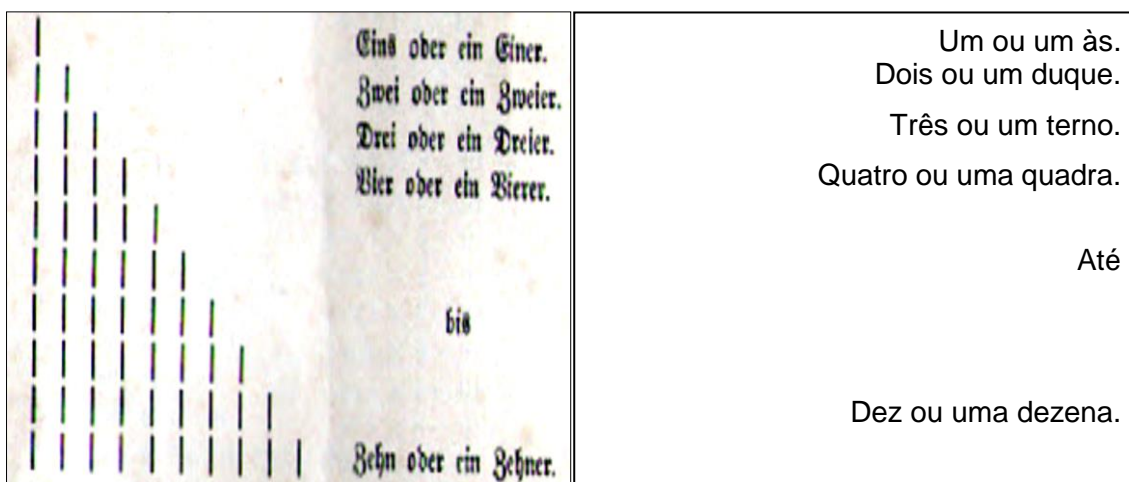 Eins oder ein Einer.
Zwei oder ein Zweier.
Drei oder ein Dreier.
Vier oder ein Vierer.
bis
Zehn oder ein Zehner.
Um ou um às.
Dois ou um duque.
Três ou um terno.
Quatro ou uma quadra.
Até
Dez ou uma dezena.